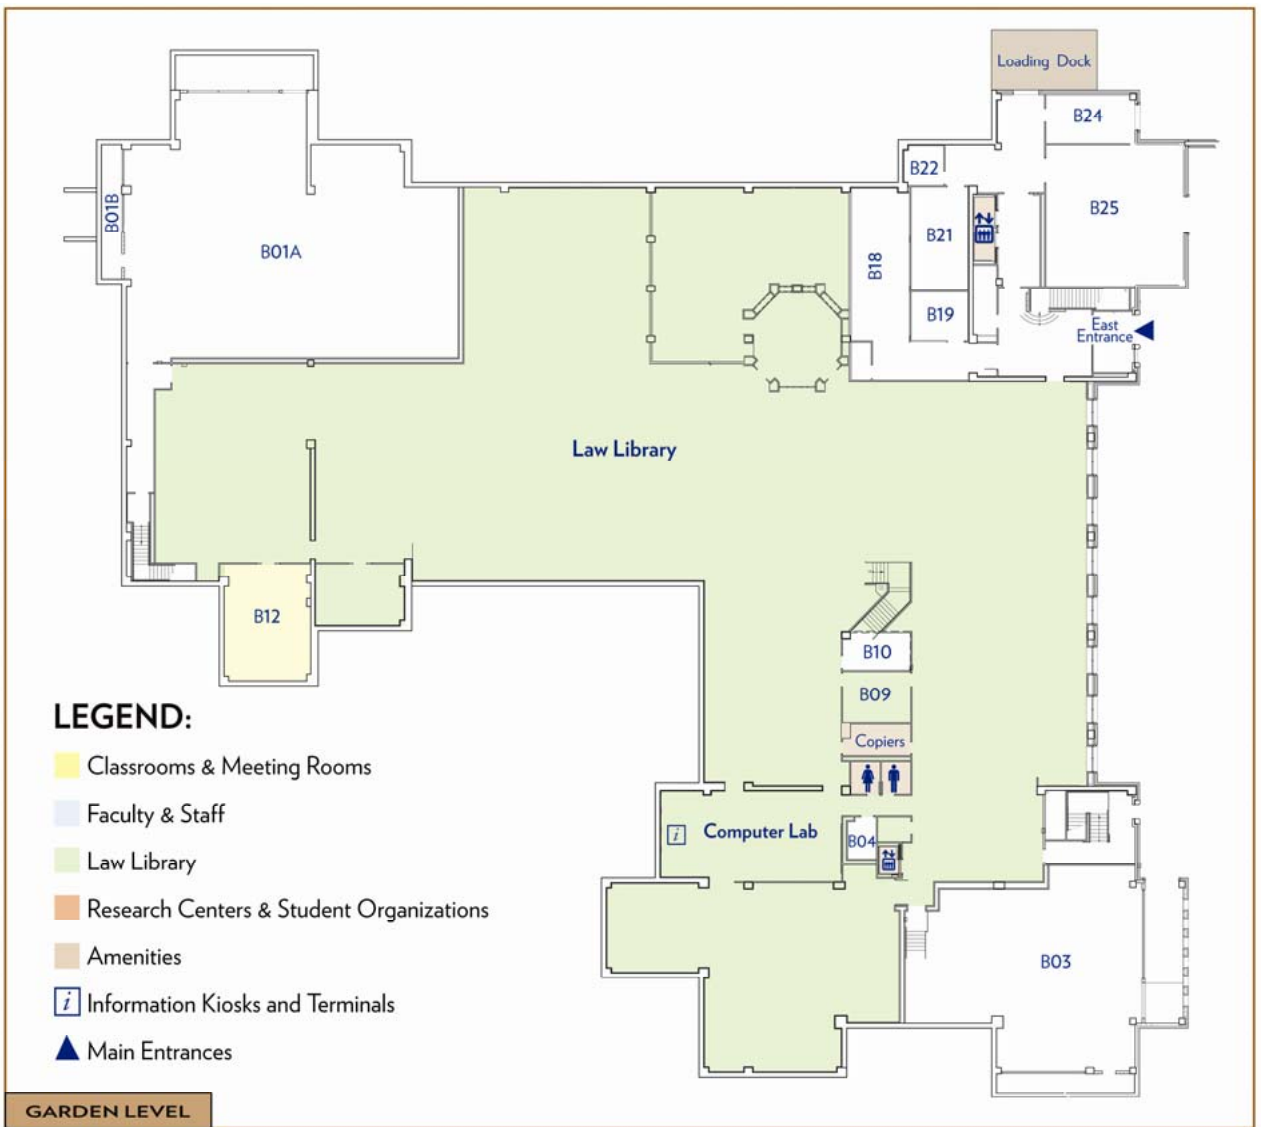 Loading Dock
B24
B22
B01B
B25
B21
B01A
B18
B19
East
Entrance
Law Library
B12
B10
B09
Copiers
i
Computer Lab
B04
B03
LEGEND:
Classrooms & Meeting Rooms
Faculty & Staff
Law Library
Research Centers & Student Organizations
Amenities
i Information Kiosks and Terminals
Main Entrances
GARDEN LEVEL